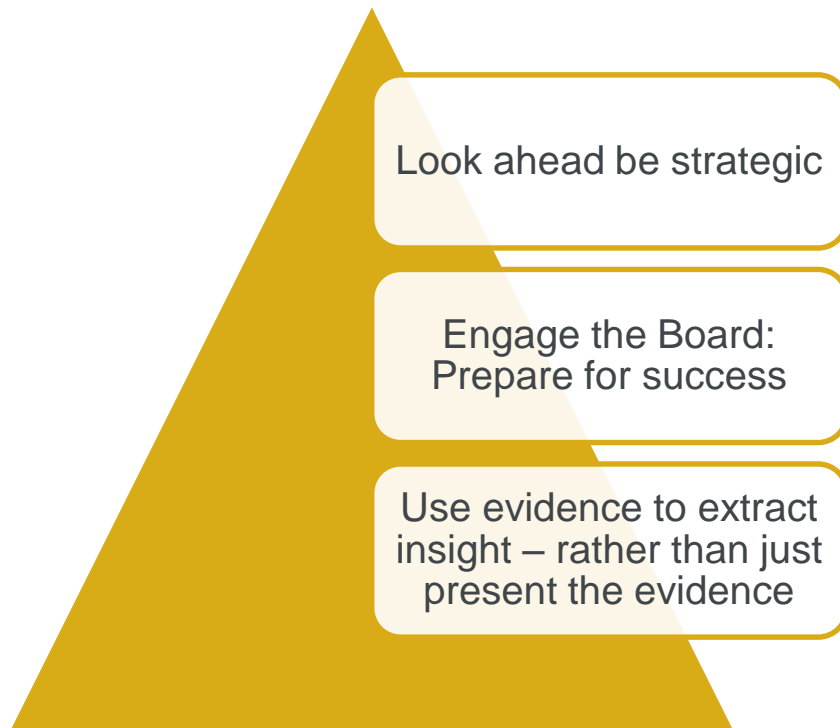 Look ahead be strategic
Engage the Board:
Prepare for success
Use evidence to extract
insight – rather than just
present the evidence